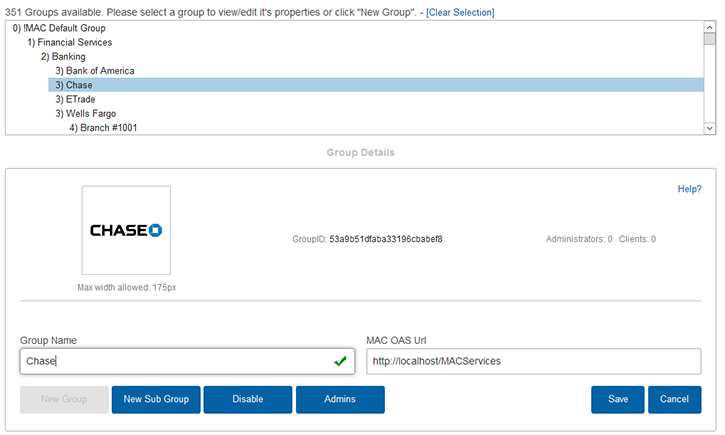 351 Groups available. Please select a group to view/edit it's properties or click "New Group". - [Clear Selection]
0) !MAC Default Group
1) Financial Services
2) Banking
3) Bank of America
3) Chase
3) ETrade
3) Wells Fargo
4) Branch #1001
Group Details
Help?
CHASE
GroupID: 53a9b51dfaba33196cbabef8 Administrators: 0 Clients: 0
Max width allowed: 175px
Group Name MAC OAS Url
Chase http://localhost/MACServices
New Group New Sub Group Disable Admins Save Cancel